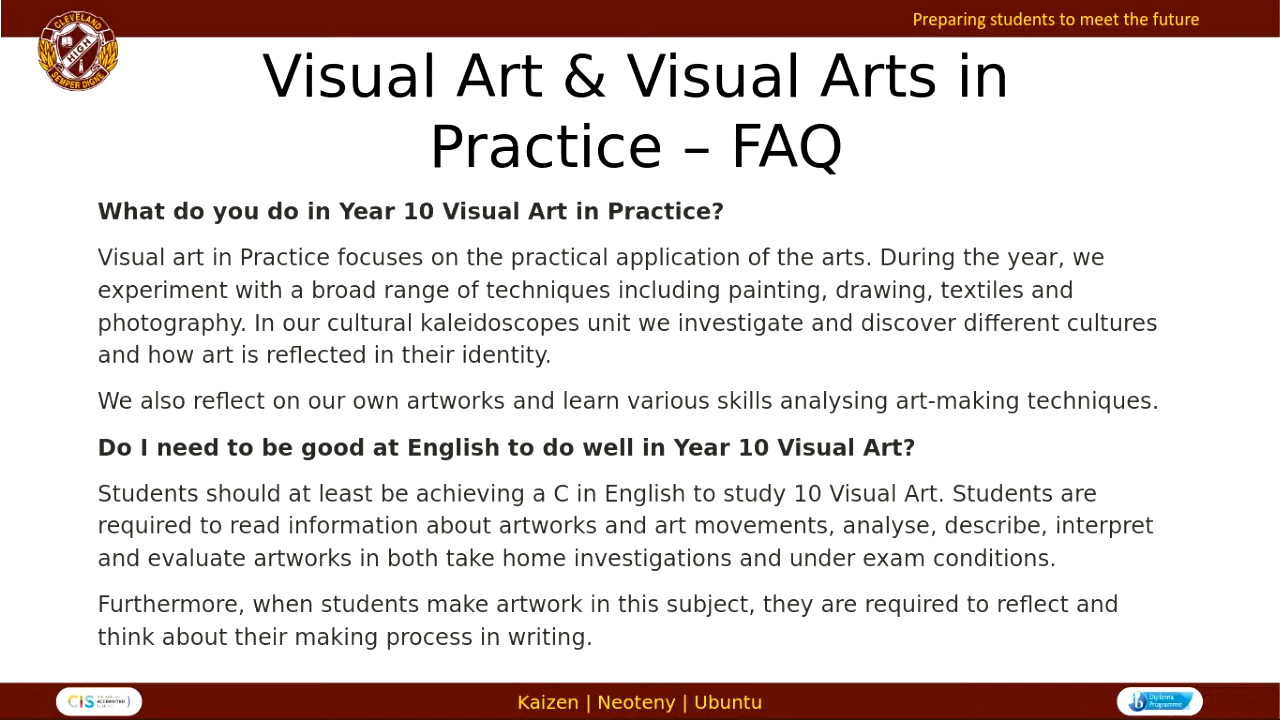 Preparing students to meet the future
CLEVELAND
HIGH
SEMPER DIGNE
Visual Art & Visual Arts in
Practice – FAQ
What do you do in Year 10 Visual Art in Practice?
Visual art in Practice focuses on the practical application of the arts. During the year, we
experiment with a broad range of techniques including painting, drawing, textiles and
photography. In our cultural kaleidoscopes unit we investigate and discover different cultures
and how art is reflected in their identity.
We also reflect on our own artworks and learn various skills analysing art-making techniques.
Do I need to be good at English to do well in Year 10 Visual Art?
Students should at least be achieving a C in English to study 10 Visual Art. Students are
required to read information about artworks and art movements, analyse, describe, interpret
and evaluate artworks in both take home investigations and under exam conditions.
Furthermore, when students make artwork in this subject, they are required to reflect and
think about their making process in writing.
CIS
ACCREDITED
Kaizen | Neoteny | Ubuntu
Diploma
Programme